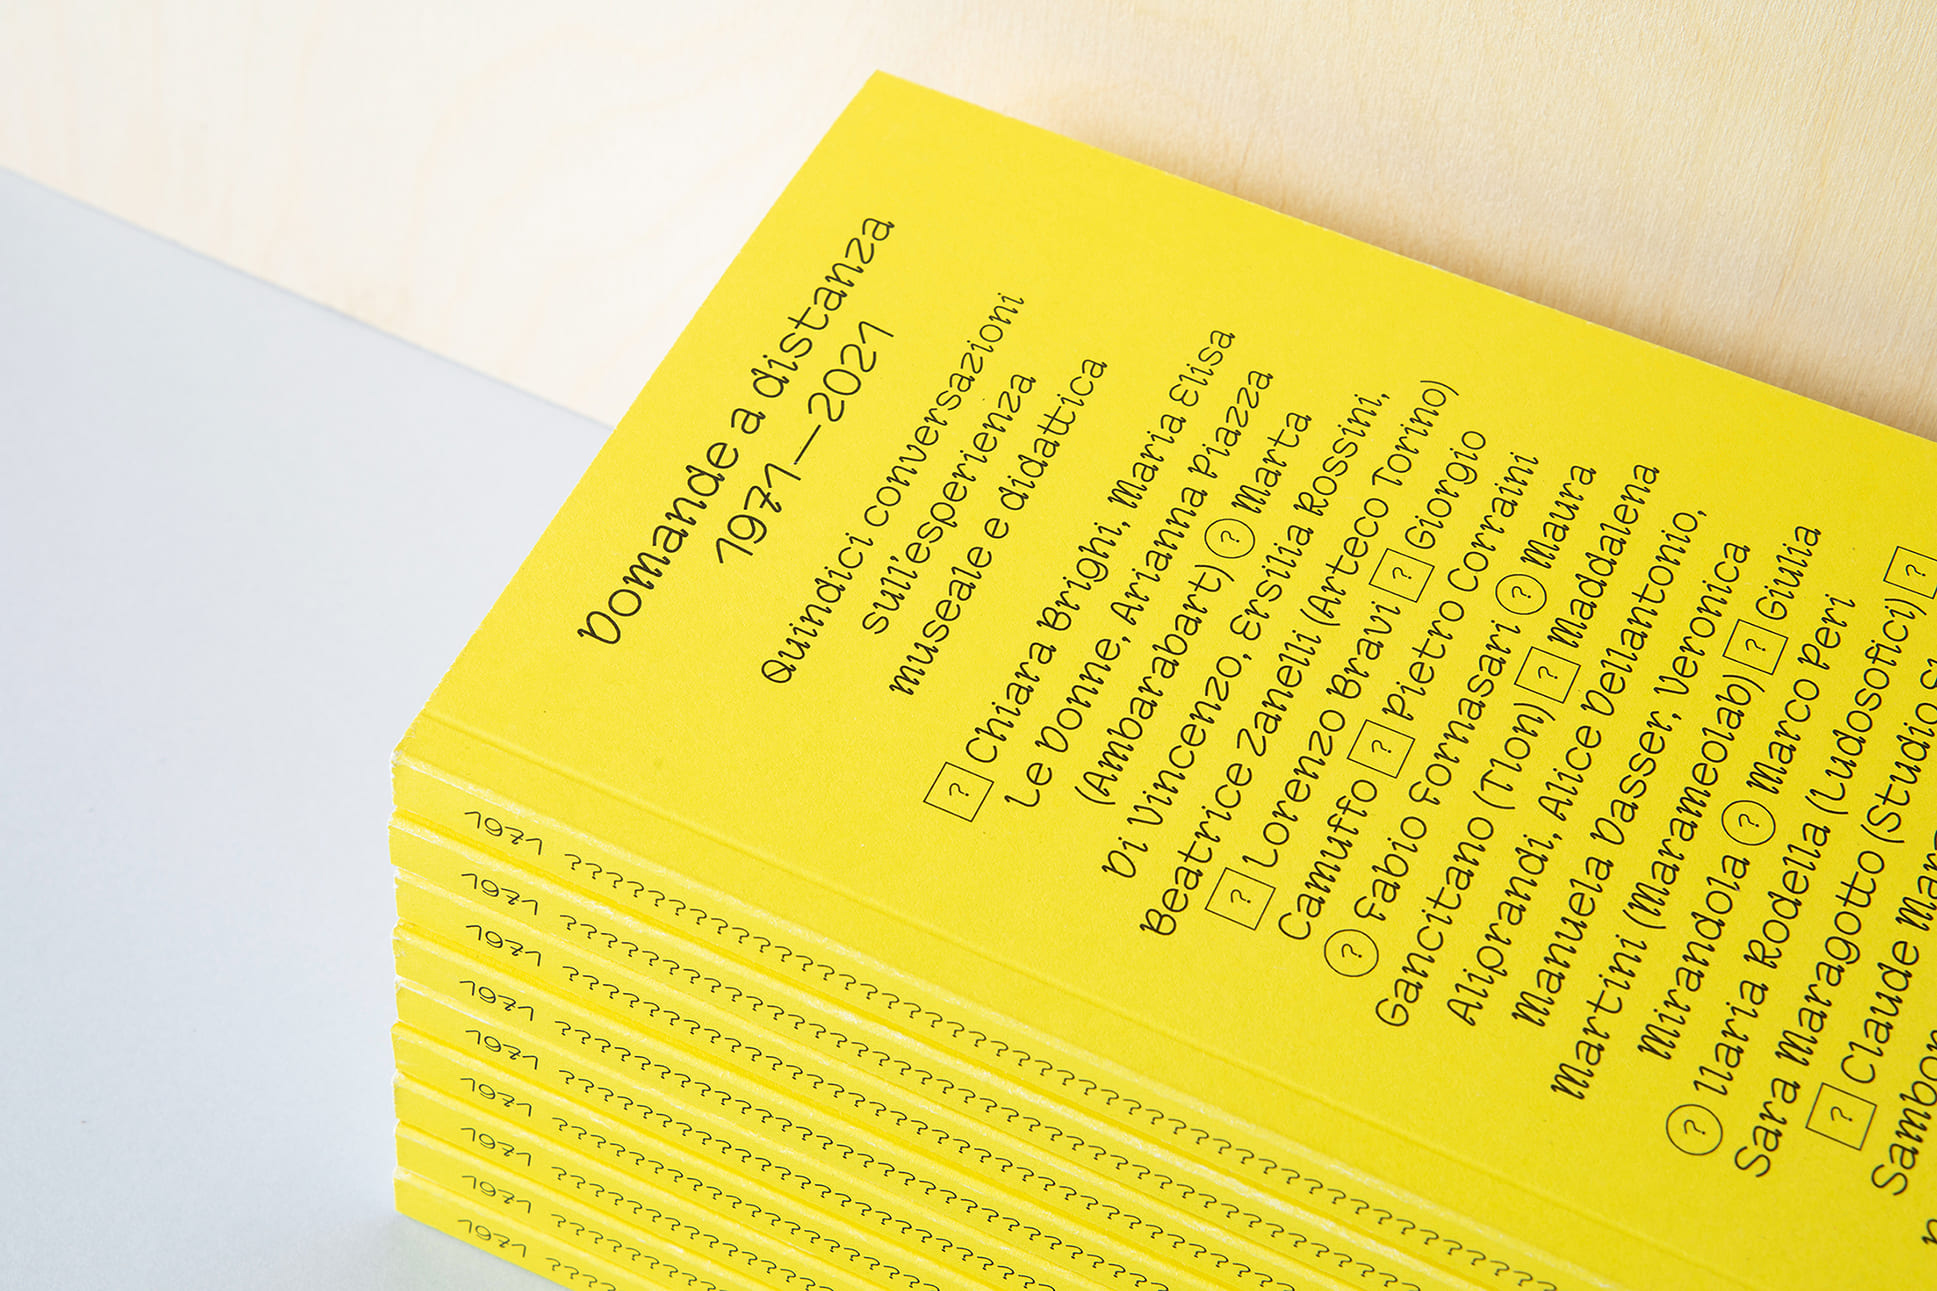 Domande a distanza
1971—2021
Quindici conversazioni
sull'esperienza
museale e didattica
? Chiara Brighi, Maria Elisa
Le Donne, Arianna Piazza
(Ambarabart) ? Marta
Di Vincenzo, Ersilia Rossini,
Beatrice Zanelli (Arteco Torino)
? Lorenzo Bravi ? Giorgio
Camuffo ? Pietro Corraini
? Fabio Fornasari ? Maura
Gancitano (Tlon) ? Maddalena
Aliprandi, Alice Dellantonio,
Manuela Dasser, Veronica
Martini (Marameolab) ? Giulia
Mirandola ? Marco Peri
? Ilaria Rodella (Ludosofici) ?
Sara Maragotto (Studio
? Claude
1971 ????????????????????????????????????????????????
1971 ????????????????????????????????????????
1971 ????????????????????????????????????
1971 ????????????????????????????????
1971 ??????????????????????????
1971 ??????????????????????
1971 ????????????????
1971 ??????????
1971 ????